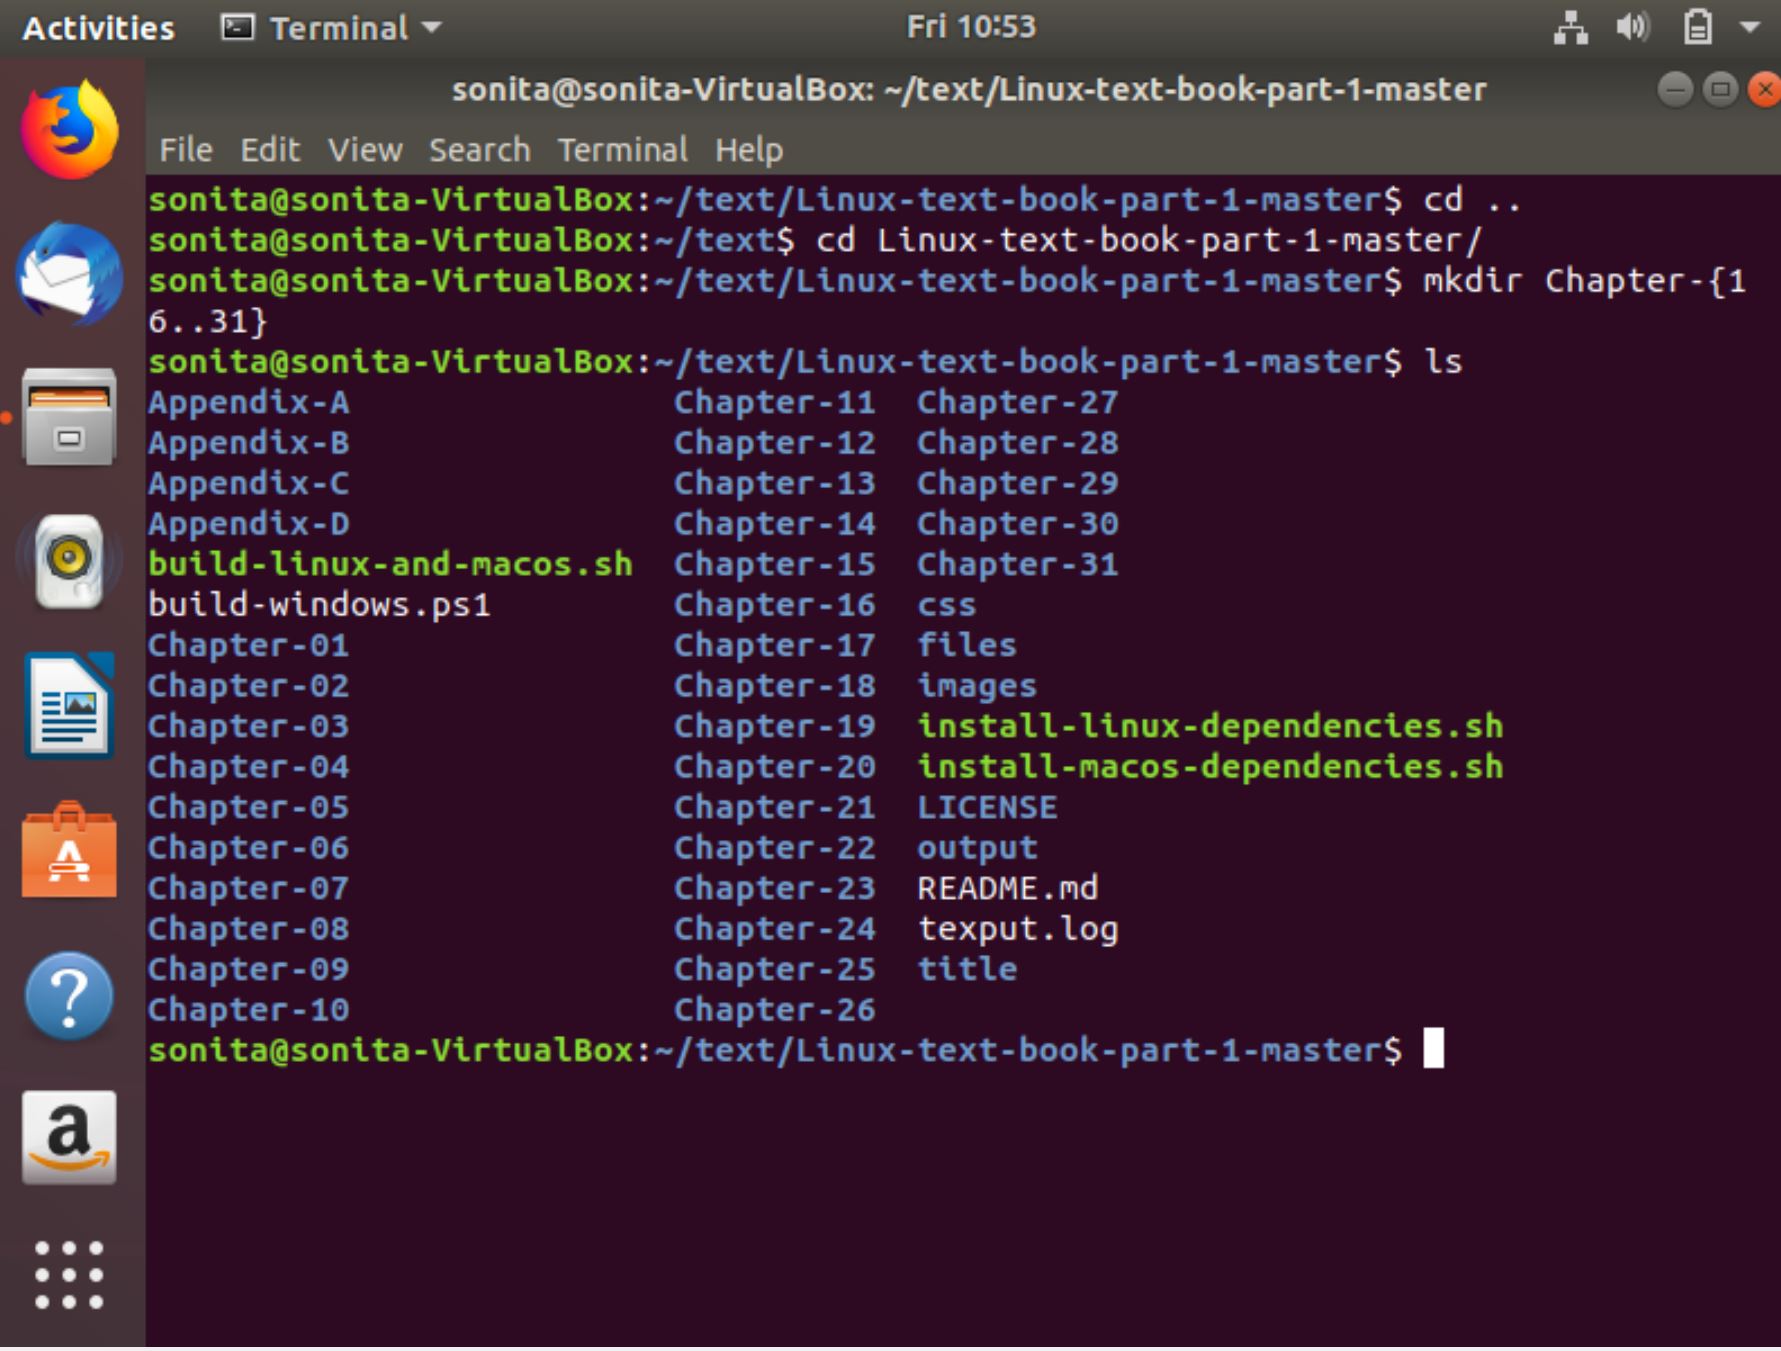 Activities Terminal Fri 10:53
sonita@sonita-VirtualBox: ~/text/Linux-text-book-part-1-master
File Edit View Search Terminal Help
sonita@sonita-VirtualBox:~/text/Linux-text-book-part-1-master$ cd ..
sonita@sonita-VirtualBox:~/text$ cd Linux-text-book-part-1-master/
sonita@sonita-VirtualBox:~/text/Linux-text-book-part-1-master$ mkdir Chapter-{1
6..31}
sonita@sonita-VirtualBox:~/text/Linux-text-book-part-1-master$ ls
Appendix-A Chapter-11 Chapter-27
Appendix-B Chapter-12 Chapter-28
Appendix-C Chapter-13 Chapter-29
Appendix-D Chapter-14 Chapter-30
build-linux-and-macos.sh Chapter-15 Chapter-31
build-windows.ps1 Chapter-16 css
Chapter-01 Chapter-17 files
Chapter-02 Chapter-18 images
Chapter-03 Chapter-19 install-linux-dependencies.sh
Chapter-04 Chapter-20 install-macos-dependencies.sh
Chapter-05 Chapter-21 LICENSE
Chapter-06 Chapter-22 output
Chapter-07 Chapter-23 README.md
Chapter-08 Chapter-24 texput.log
Chapter-09 Chapter-25 title
Chapter-10 Chapter-26
sonita@sonita-VirtualBox:~/text/Linux-text-book-part-1-master$